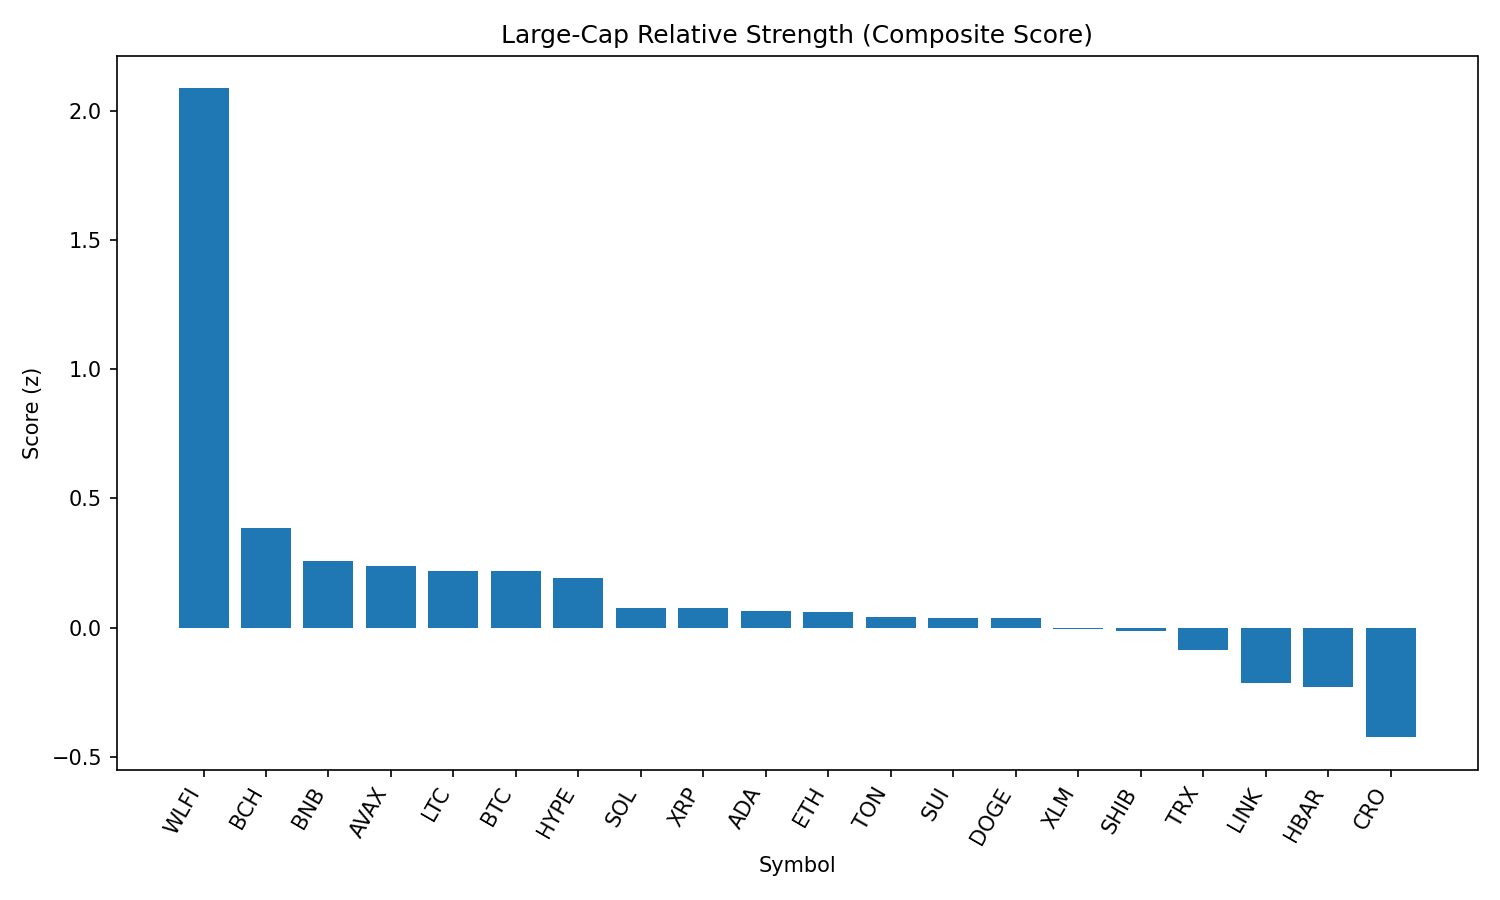 Large-Cap Relative Strength (Composite Score)
Score (z)
2.0
1.5
1.0
0.5
0.0
−0.5
WLFI
BCH
BNB
AVAX
LTC
BTC
HYPE
SOL
XRP
ADA
ETH
TON
SUI
DOGE
XLM
SHIB
TRX
LINK
HBAR
CRO
Symbol